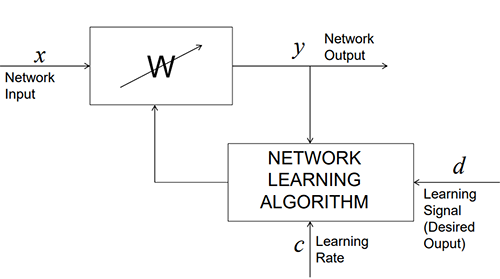 x
Network
Input
W
y
Network
Output
NETWORK
LEARNING
ALGORITHM
d
Learning
Signal
(Desired
Ouput)
c
Learning
Rate